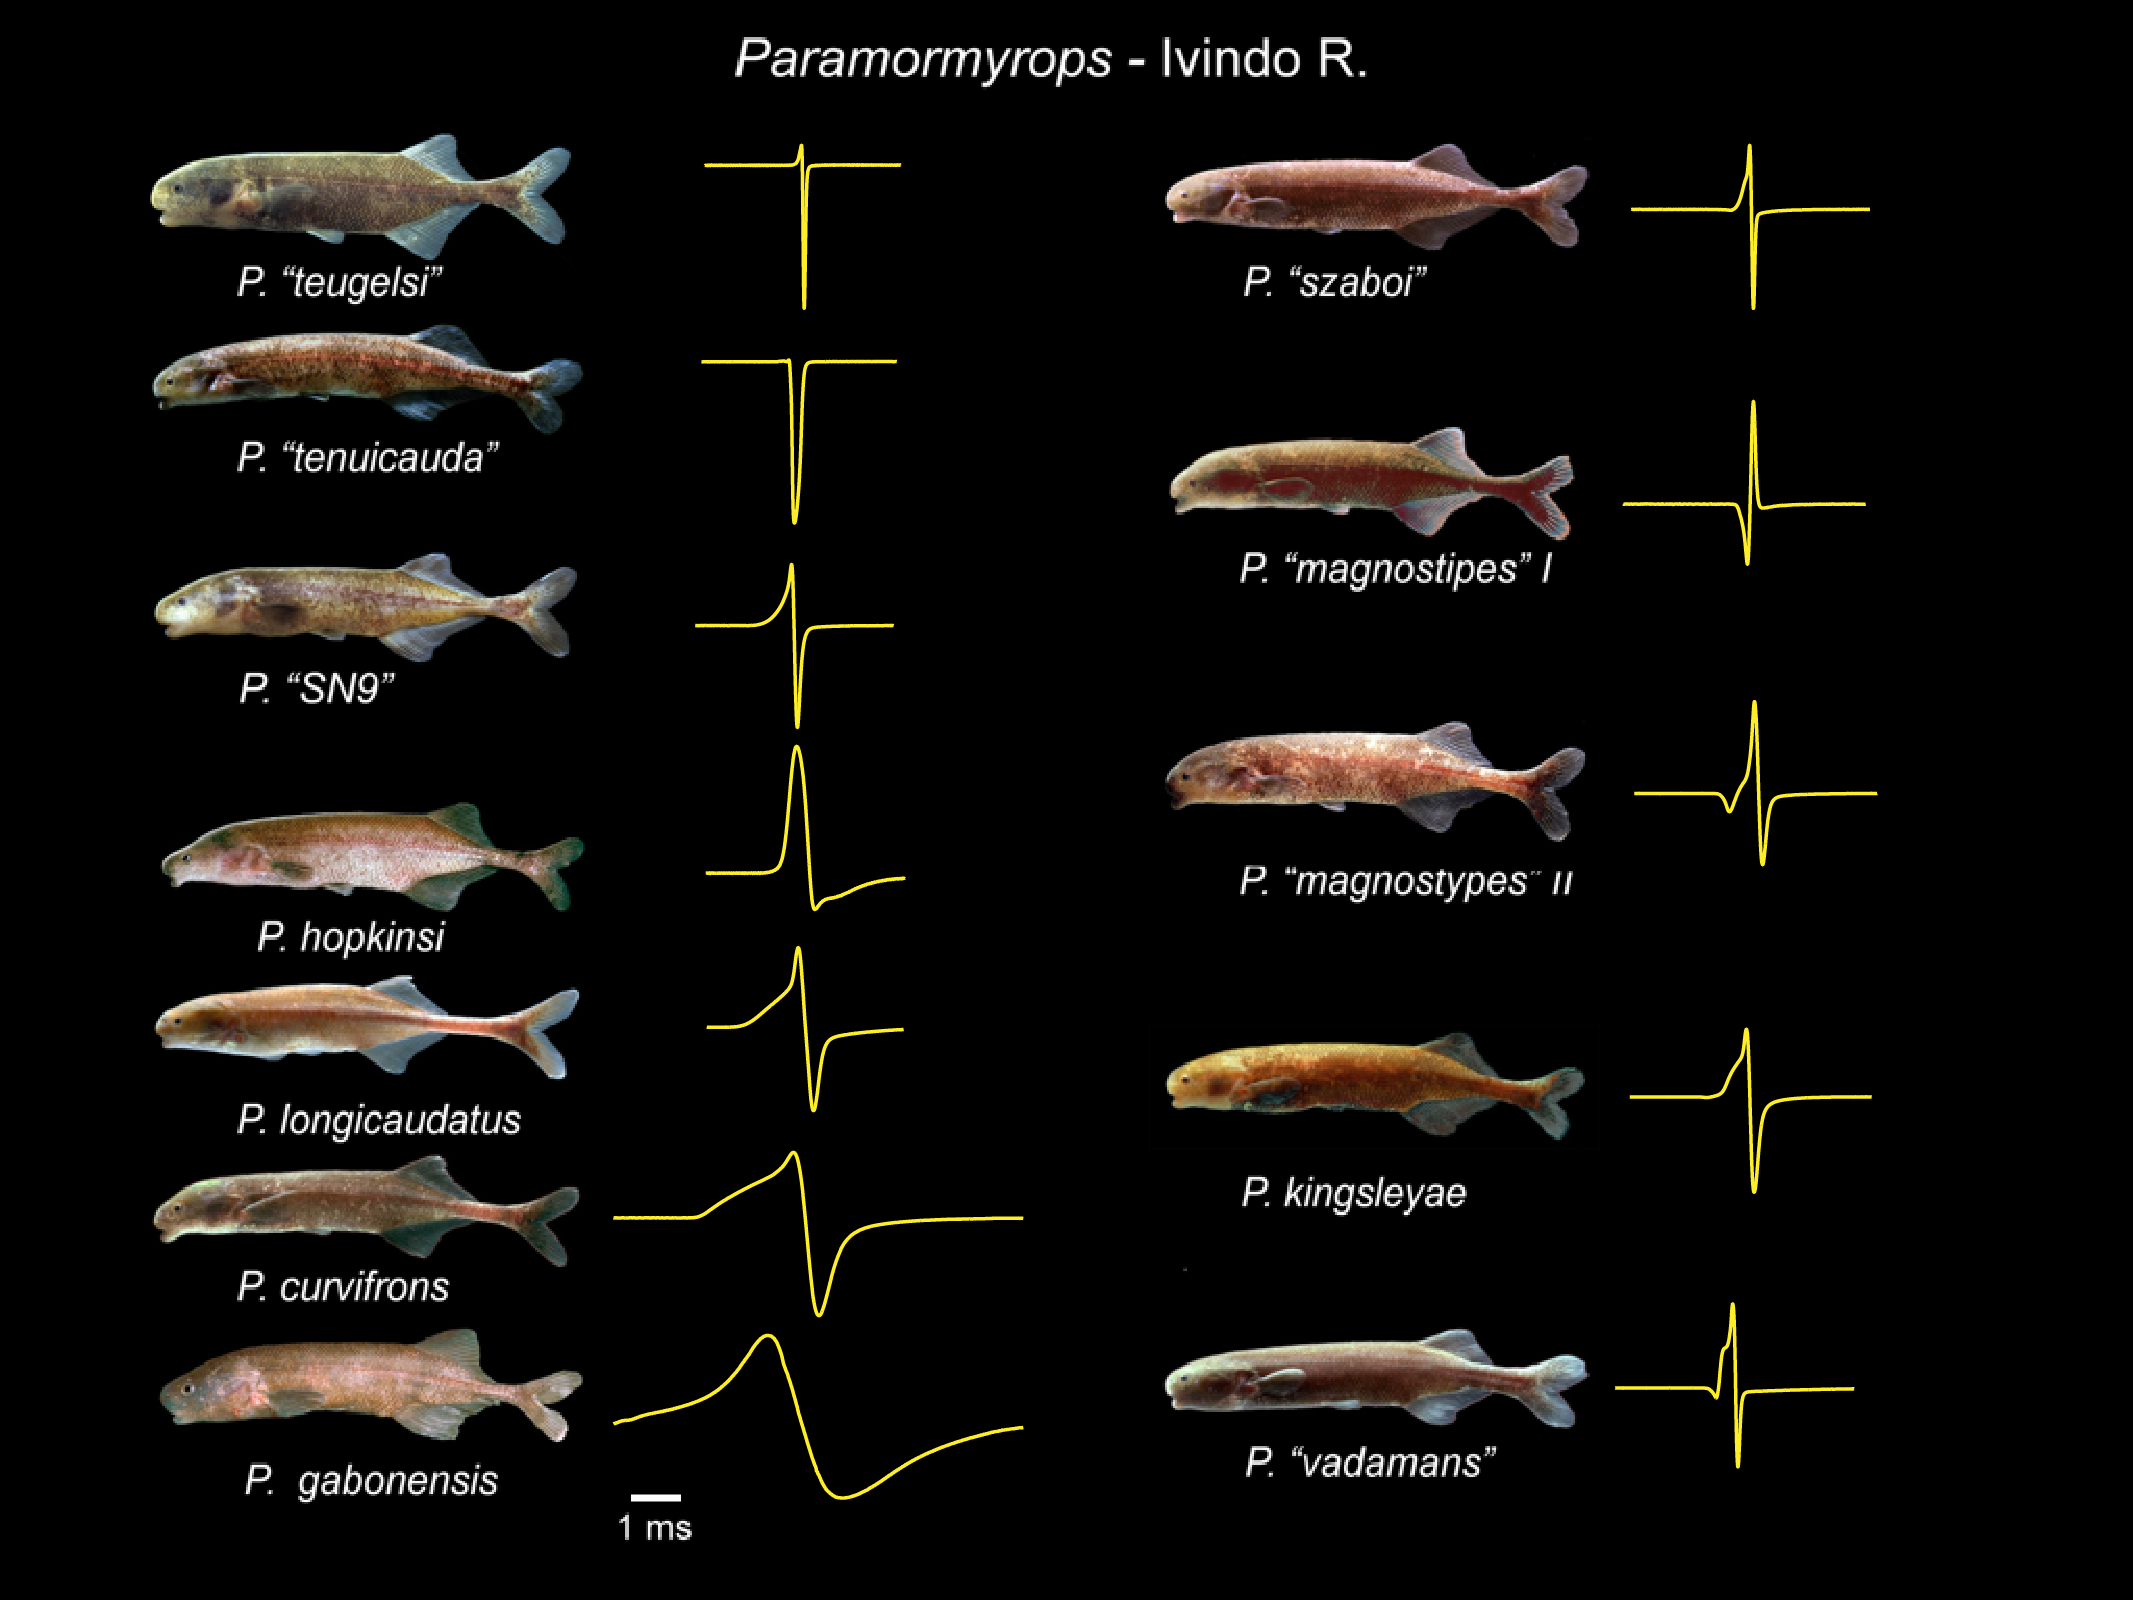 Paramormyrops - Ivindo R.
P. “teugelsi”
P. “tenuicauda”
P. “SN9”
P. hopkinsi
P. longicaudatus
P. curvifrons
P. gabonensis
1 ms
P. “szaboi”
P. “magnostipes” I
P. “magnostypes” II
P. kingsleyae
P. “vadamans”